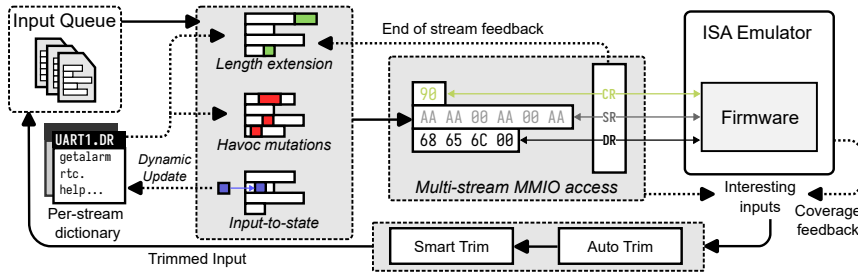 Input Queue
UART1.DR
getalarm
rtc.
help...
Per-stream
dictionary
Dynamic
Update
Length extension
Havoc mutations
Input-to-state
End of stream feedback
90
AA AA 00 AA 00 AA
68 65 6C 00
CR
SR
DR
Multi-stream MMIO access
ISA Emulator
Firmware
Interesting
inputs
Coverage
feedback
Trimmed Input
Smart Trim
Auto Trim